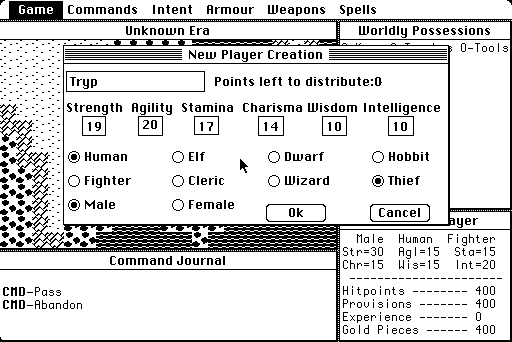 Game Commands Intent Armour Weapons Spells
Unknown Era
Worldly Possessions
O-Tools
New Player Creation
Tryp
Points left to distribute:0
Strength Agility Stamina Charisma Wisdom Intelligence
19 20 17 14 10 10
Human Elf Dwarf Hobbit
Fighter Cleric Wizard Thief
Male Female
Ok Cancel
ayer
Male Human Fighter
Str=30 Agl=15 Sta=15
Chr=15 Wis=15 Int=20
--------------------
Hitpoints -------- 400
Provisions ------- 400
Experience ------- 0
Gold Pieces ------ 400
Command Journal
CMD-Pass
CMD-Abandon